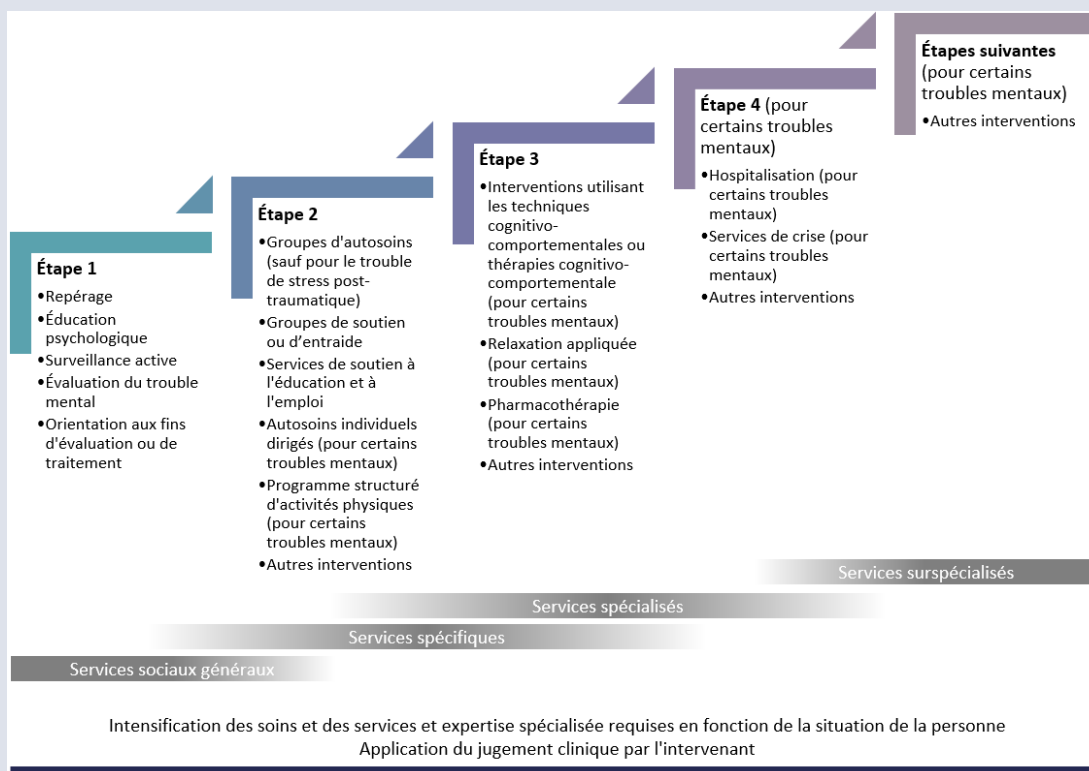 Étape 1
•Repérage
•Éducation
psychologique
•Surveillance active
•Évaluation du trouble
mental
•Orientation aux fins
d'évaluation ou de
traitement
Étape 2
•Groupes d'autosoins
(sauf pour le trouble
de stress post-
traumatique)
•Groupes de soutien
ou d’entraide
•Services de soutien à
l'éducation et à
l'emploi
•Autosoins individuels
dirigés (pour certains
troubles mentaux)
•Programme structuré
d'activités physiques
(pour certains
troubles mentaux)
•Autres interventions
Étape 3
•Interventions utilisant
les techniques
cognitivo-
comportementales ou
thérapies cognitivo-
comportementale
(pour certains
troubles mentaux)
•Relaxation appliquée
(pour certains
troubles mentaux)
•Pharmacothérapie
(pour certains
troubles mentaux)
•Autres interventions
Étape 4 (pour
certains troubles
mentaux)
•Hospitalisation (pour
certains troubles
mentaux)
•Services de crise (pour
certains troubles
mentaux)
•Autres interventions
Étapes suivantes
(pour certains
troubles mentaux)
•Autres interventions
Services surspécialisés
Services spécialisés
Services spécifiques
Services sociaux généraux
Intensification des soins et des services et expertise spécialisée requises en fonction de la situation de la personne
Application du jugement clinique par l'intervenant